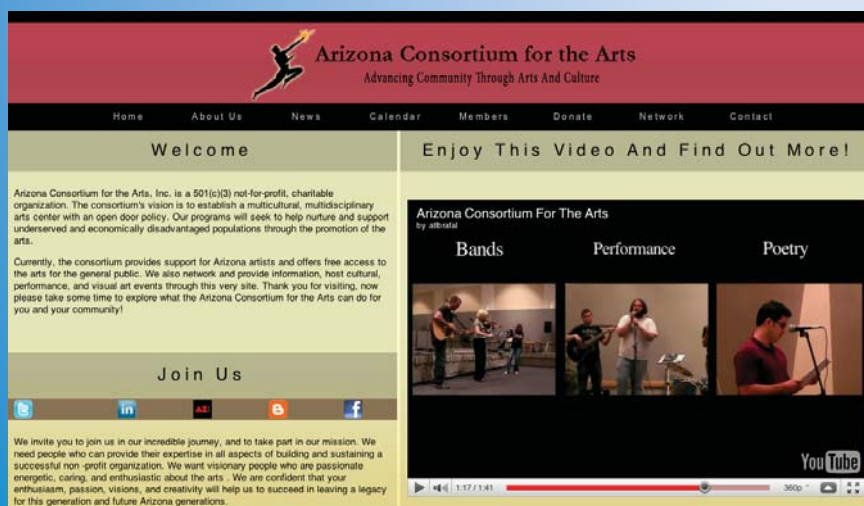 Arizona Consortium for the Arts
Advancing Community Through Arts And Culture
Home About Us News Calendar Members Donate Network Contact
Welcome
Arizona Consortium for the Arts, Inc. is a 501(c)(3) not-for-profit, charitable
organization. The consortium's vision is to establish a multicultural, multidisciplinary
arts center with an open door policy. Our programs will seek to help nurture and support
underserved and economically disadvantaged populations through the promotion of the
arts.
Currently, the consortium provides support for Arizona artists and offers free access to
the arts for the general public. We also network and provide information, host cultural,
performance, and visual art events through this very site. Thank you for visiting, now
please take some time to explore what the Arizona Consortium for the Arts can do for
you and your community!
Join Us
in AZ! B f
We invite you to join us in our incredible journey, and to take part in our mission. We
need people who can provide their expertise in all aspects of building and sustaining a
successful non -profit organization. We want visionary people who are passionate
energetic, caring, and enthusiastic about the arts . We are confident that your
enthusiasm, passion, visions, and creativity will help us to succeed in leaving a legacy
for this generation and future Arizona generations.
Enjoy This Video And Find Out More!
Arizona Consortium For The Arts
by atibrafal
Bands Performance Poetry
YouTube
1:17 / 1:41 360p